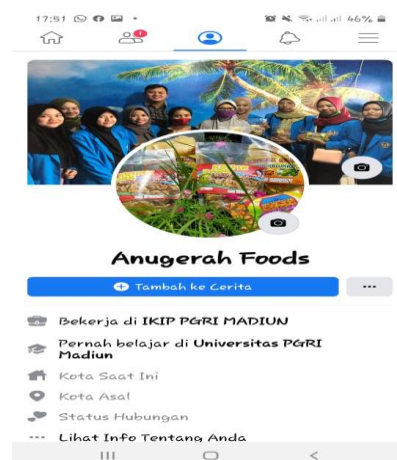 17:51
46%
Anugerah Foods
Tambah ke Cerita
Bekerja di IKIP PGRI MADIUN
Pernah belajar di Universitas PGRI
Madiun
Kota Saat Ini
Kota Asal
Status Hubungan
Lihat Info Tentang Anda